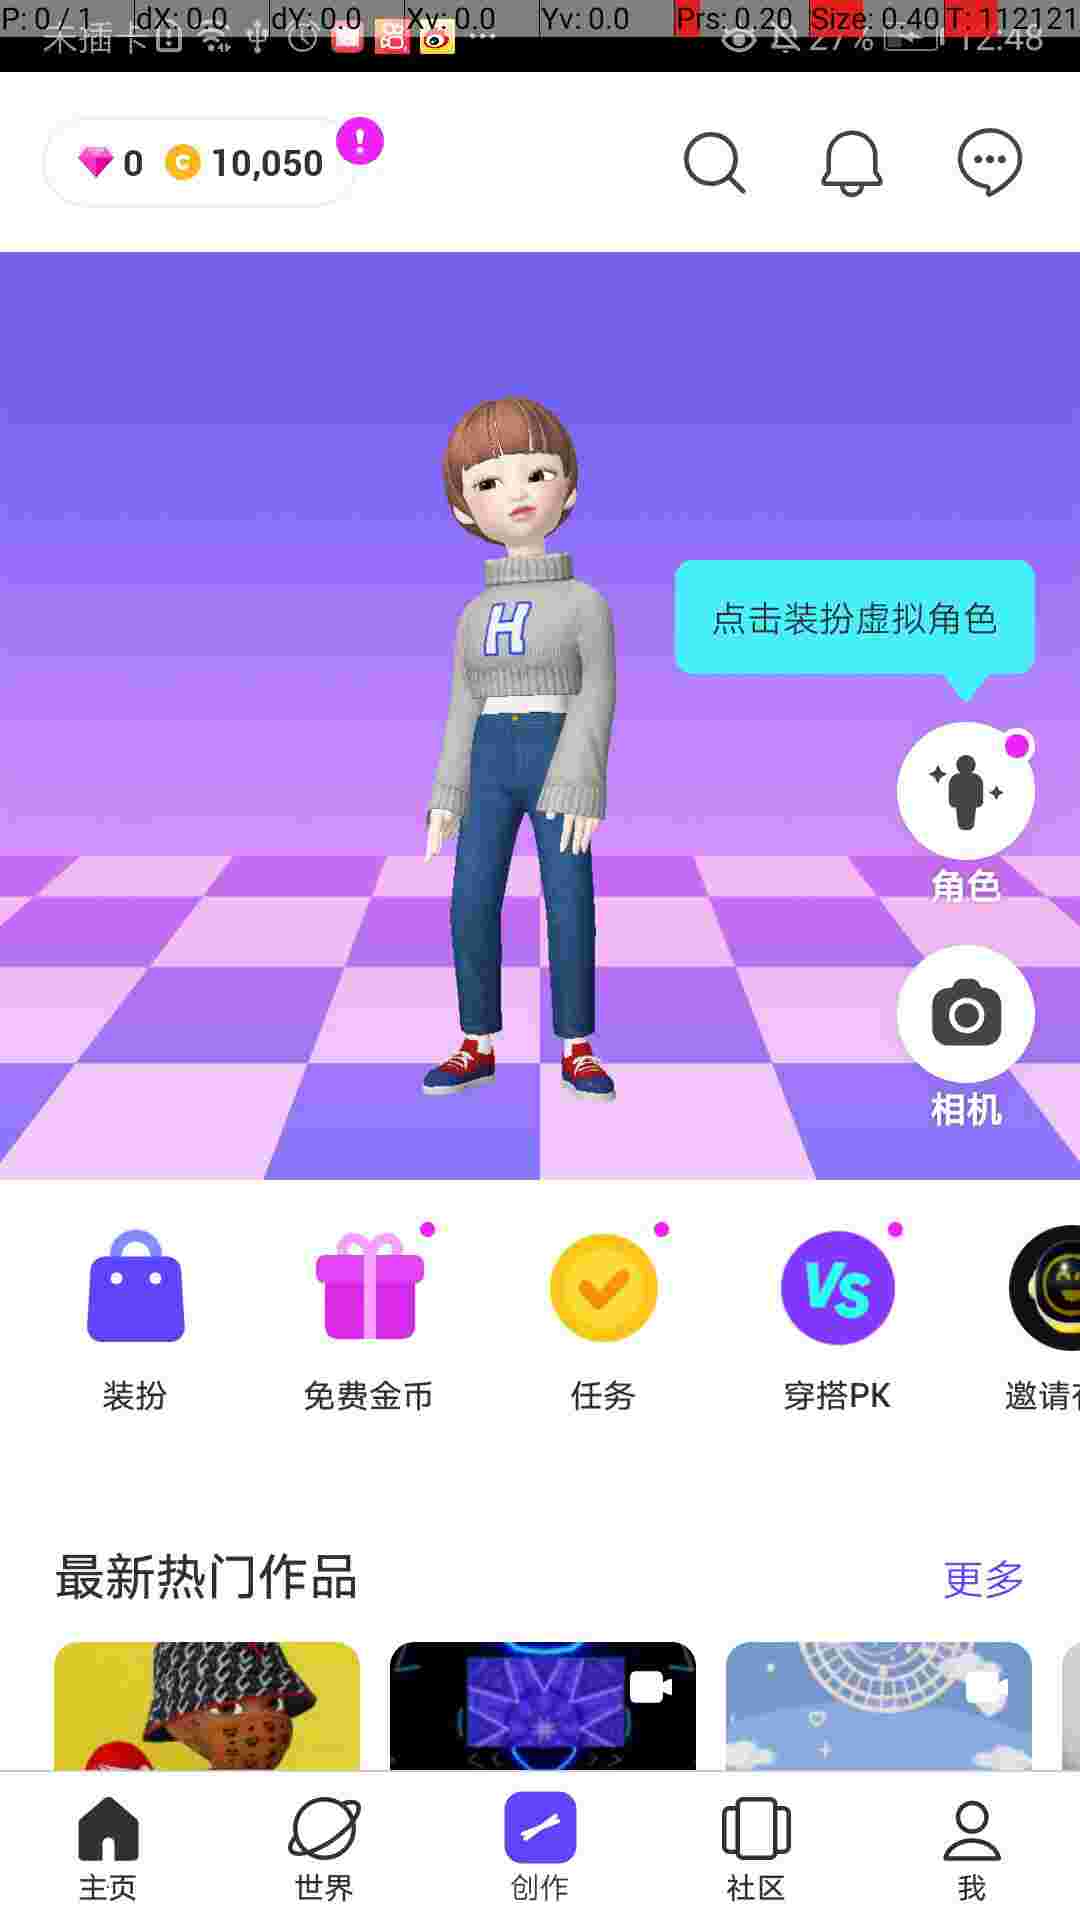 P: 0 / 1 dX: 0.0 dY: 0.0 Xv: 0.0 Yv: 0.0 Prs: 0.20 Size: 0.40 T: 112121
未插卡 27% 12:48
0 C 10,050 !
H
点击装扮虚拟角色
角色
相机
VS
装扮 免费金币 任务 穿搭PK 邀请
最新热门作品 更多
主页 世界 创作 社区 我